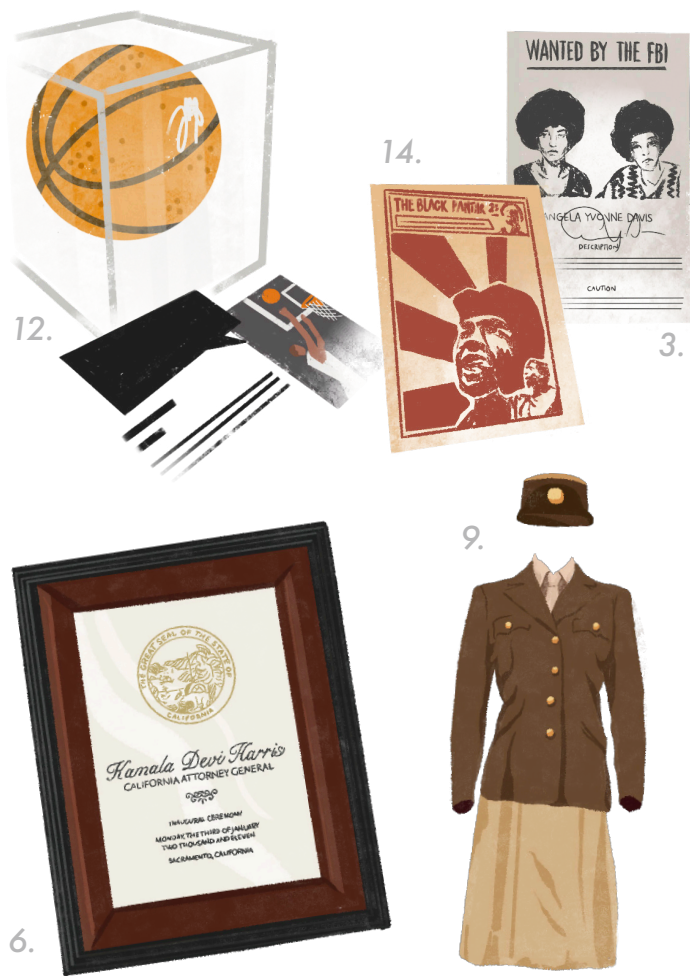 WANTED BY THE FBI
14.
THE BLACK PANTHER
ANGELA YVONNE DAVIS
DESCRIPTION
CAUTION
12.
3.
9.
THE GREAT SEAL OF THE STATE OF
CALIFORNIA
Kamala Devi Harris
CALIFORNIA ATTORNEY GENERAL
INAUGURAL CEREMONY
MONDAY, THE THIRD OF JANUARY
TWO THOUSAND AND ELEVEN
SACRAMENTO, CALIFORNIA
6.